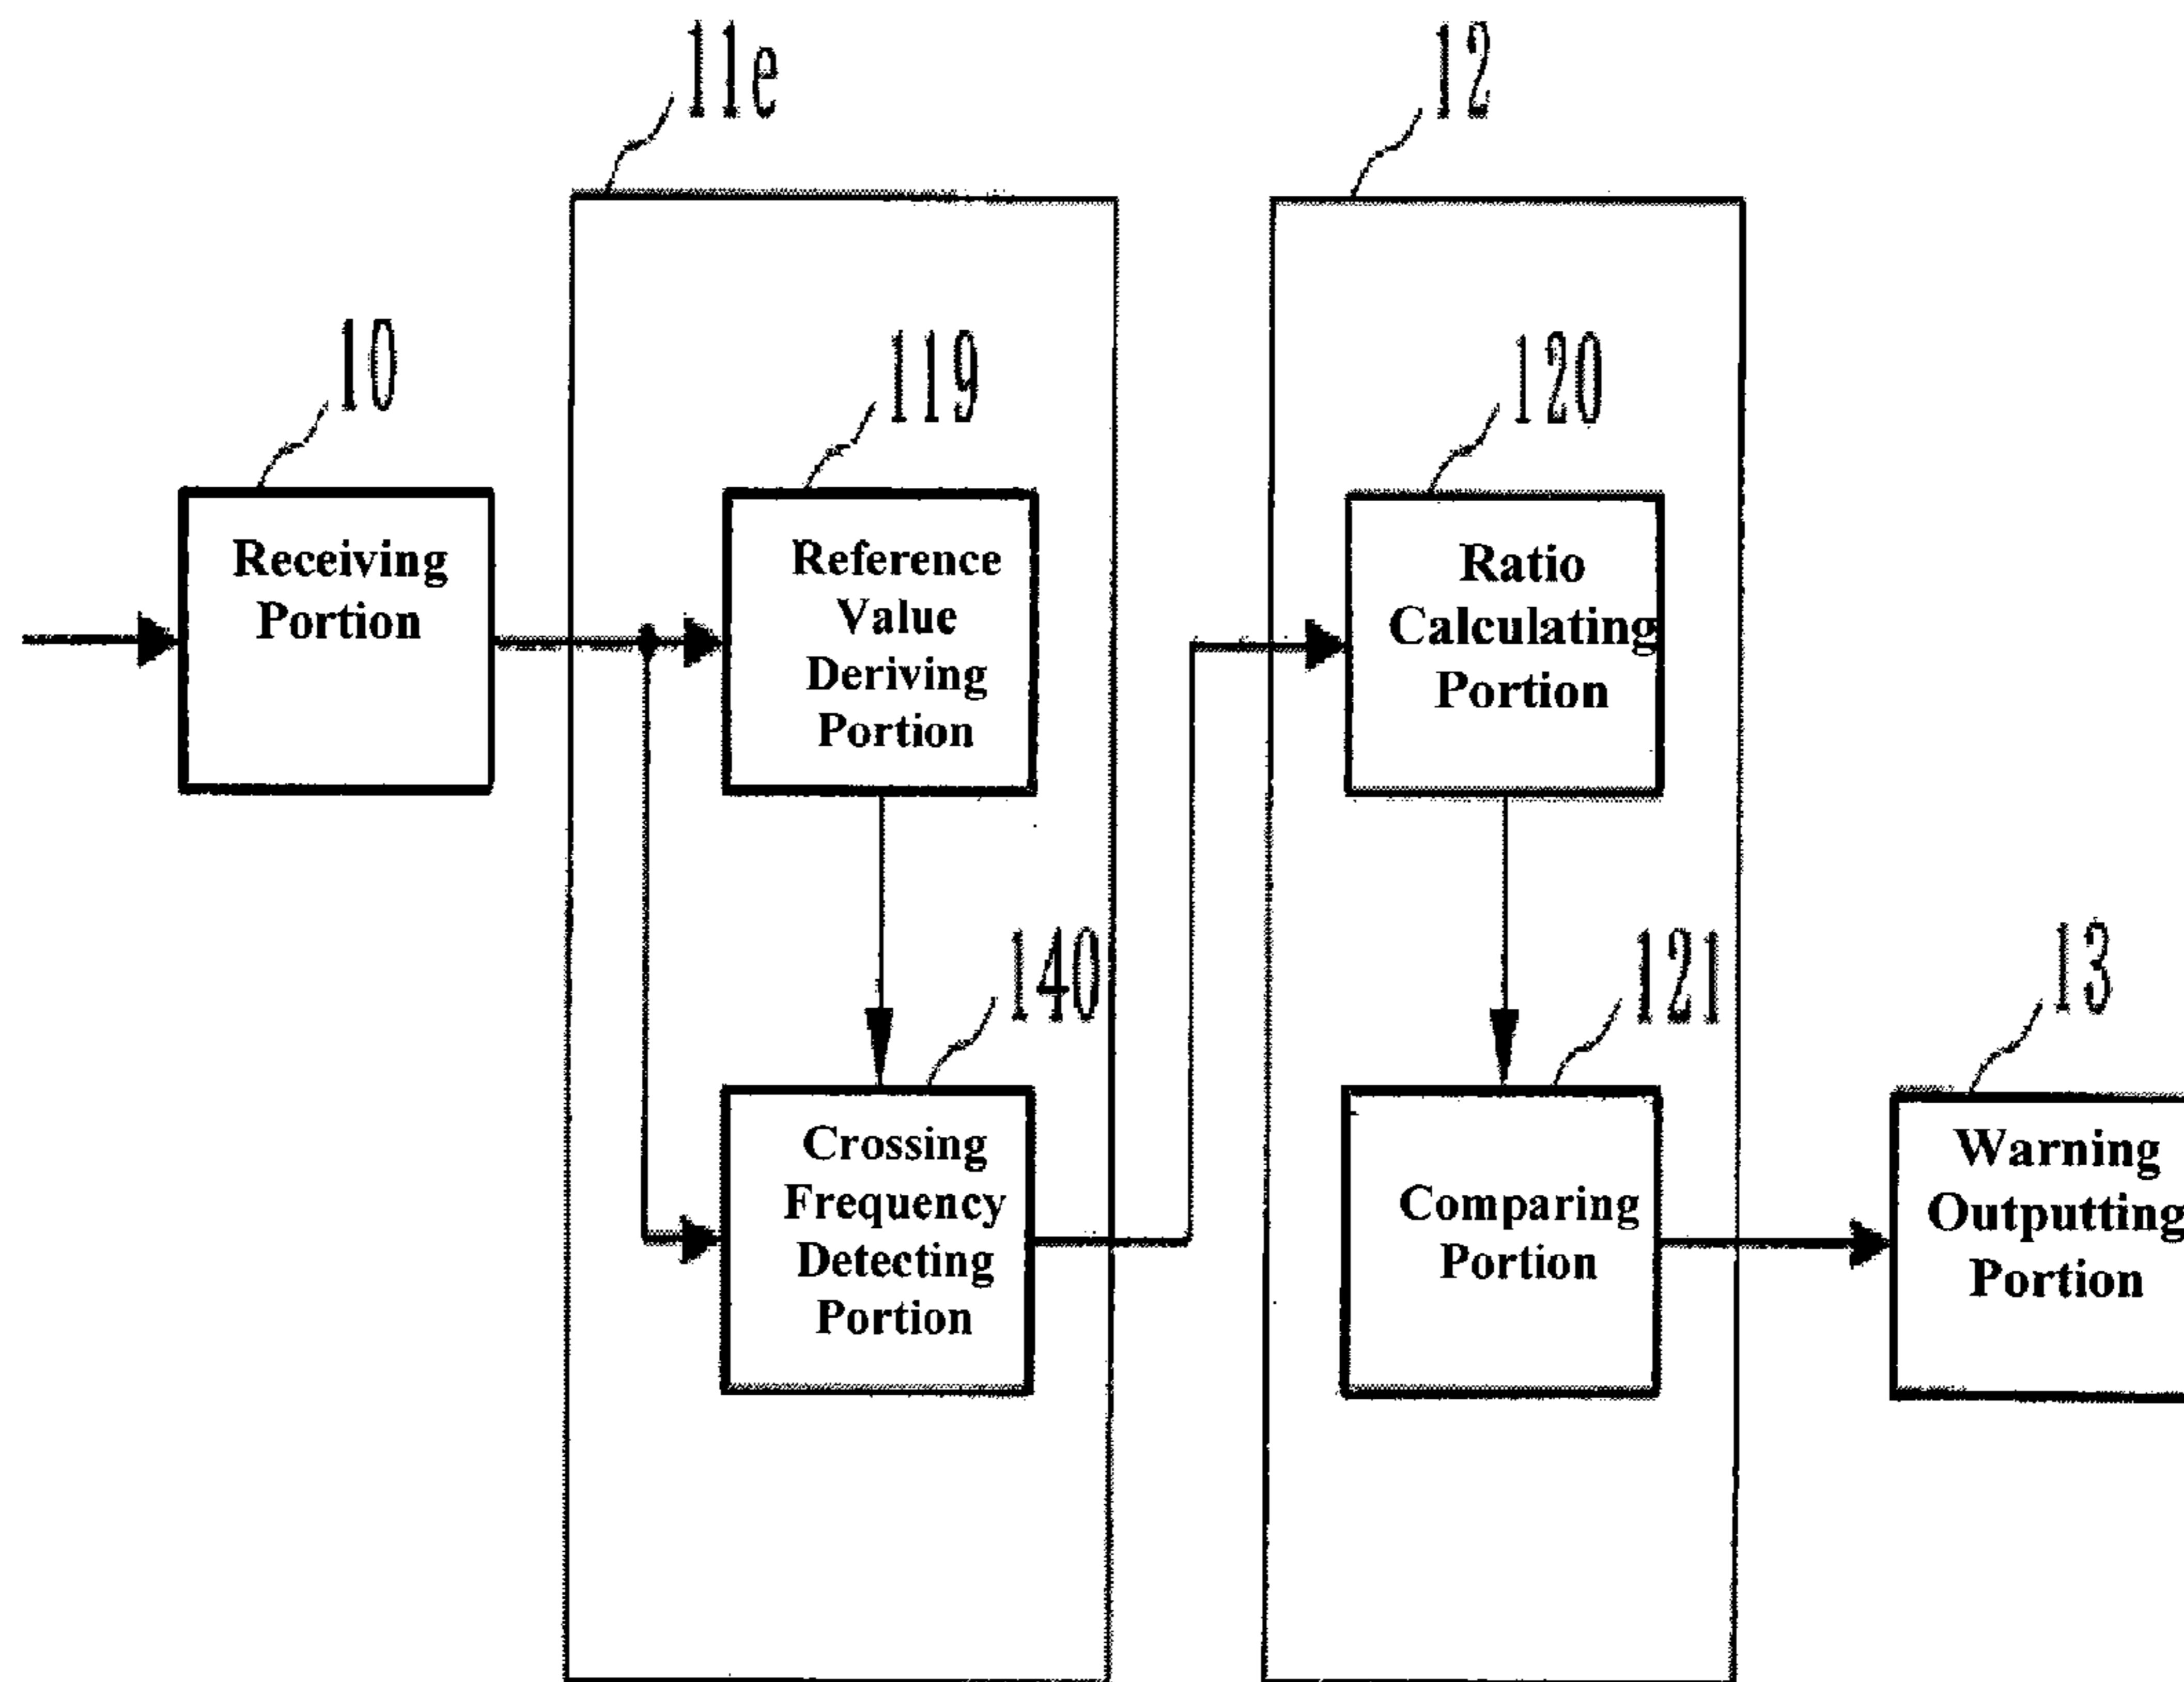 11e
12
10
119
120
Receiving
Portion
Reference
Value
Deriving
Portion
Ratio
Calculating
Portion
140
121
13
Crossing
Frequency
Detecting
Portion
Comparing
Portion
Warning
Outputting
Portion